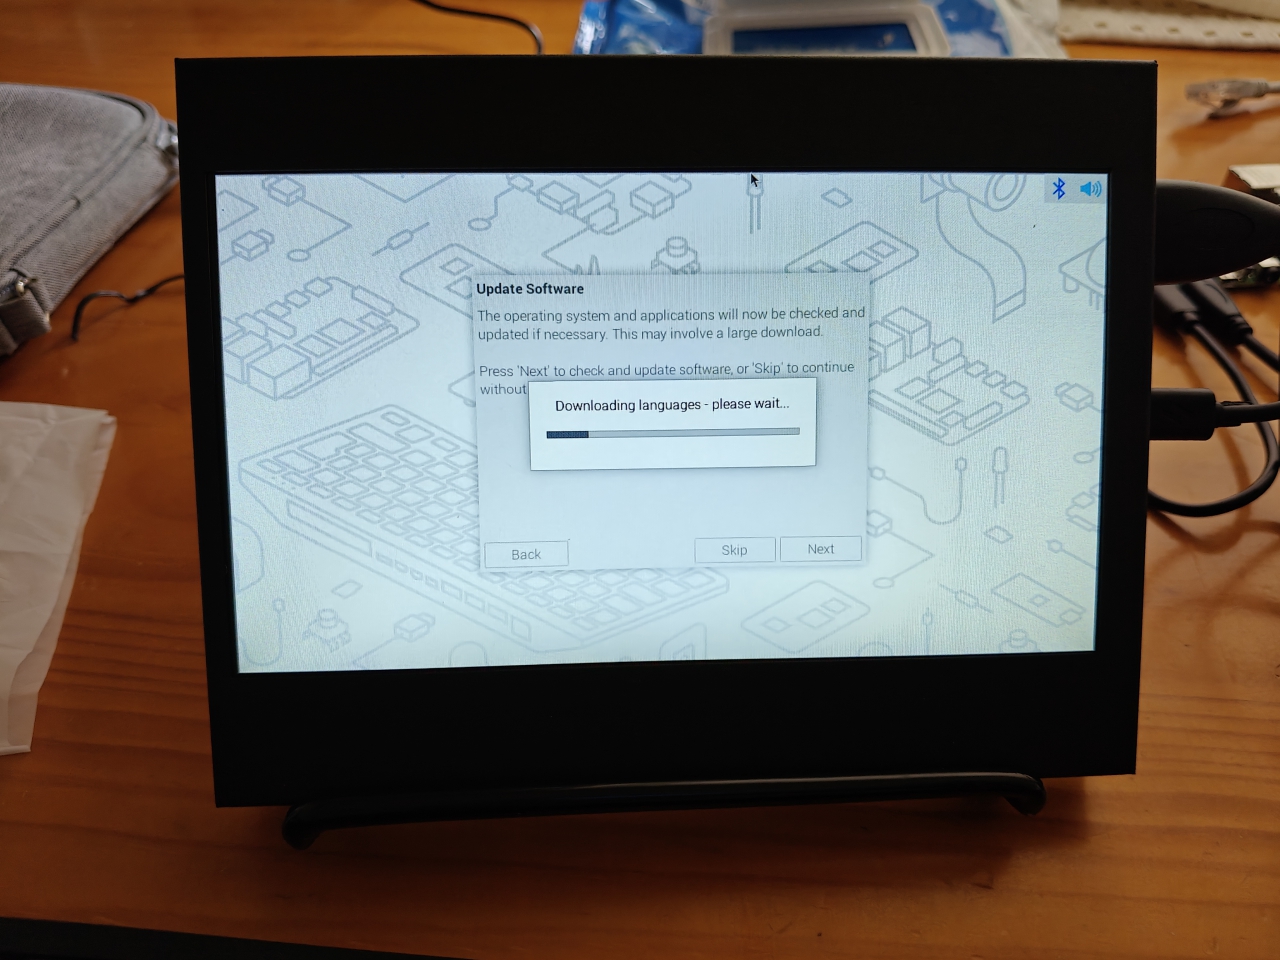 Update Software
The operating system and applications will now be checked and
updated if necessary. This may involve a large download.
Press 'Next' to check and update software, or 'Skip' to continue
without
Downloading languages - please wait...
Back
Skip
Next